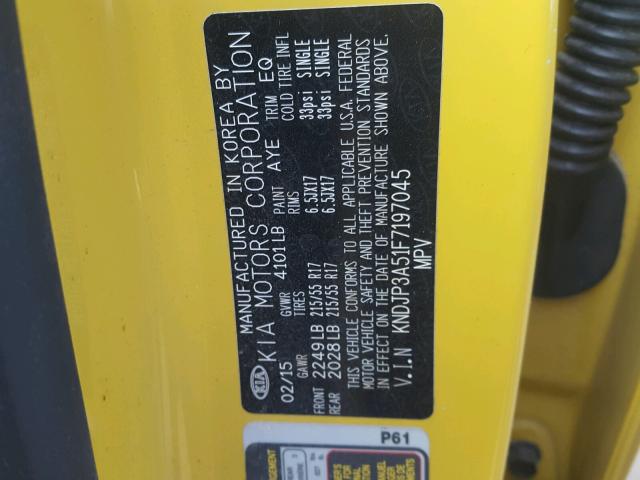 KIA
MANUFACTURED IN KOREA BY
KIA MOTORS CORPORATION
02/15 GVWR 4101LB PAINT AYE TRIM EQ
GAWR TIRES RIMS COLD TIRE INFL
FRONT 2249LB 215/55 R17 6.5JX17 33psi SINGLE
REAR 2028LB 215/55 R17 6.5JX17 33psi SINGLE
THIS VEHICLE CONFORMS TO ALL APPLICABLE U.S.A. FEDERAL
MOTOR VEHICLE SAFETY AND THEFT PREVENTION STANDARDS
IN EFFECT ON THE DATE OF MANUFACTURE SHOWN ABOVE.
V.I.N KNDJP3A51F7197045
MPV
P61